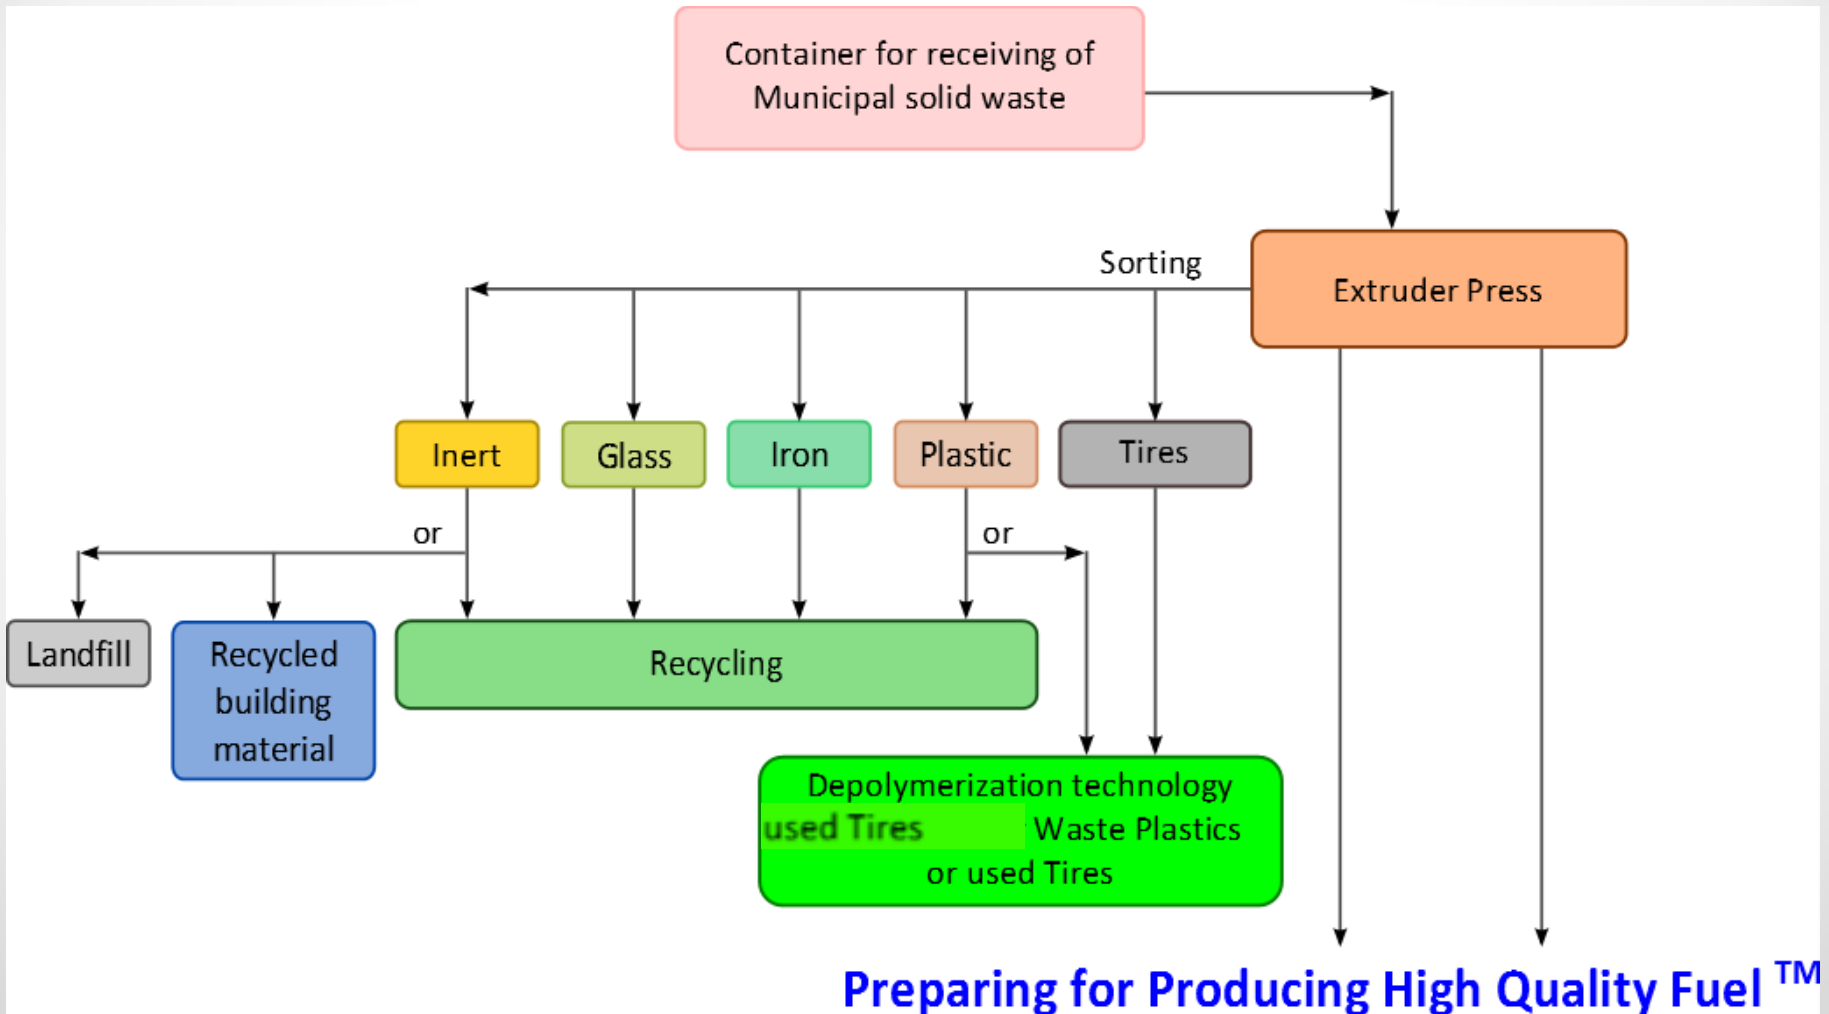 Container for receiving of
Municipal solid waste
Sorting
Extruder Press
Inert
Glass
Iron
Plastic
Tires
or
or
Landfill
Recycled
building
material
Recycling
Depolymerization technology
used Tires Waste Plastics
or used Tires
Preparing for Producing High Quality Fuel TM